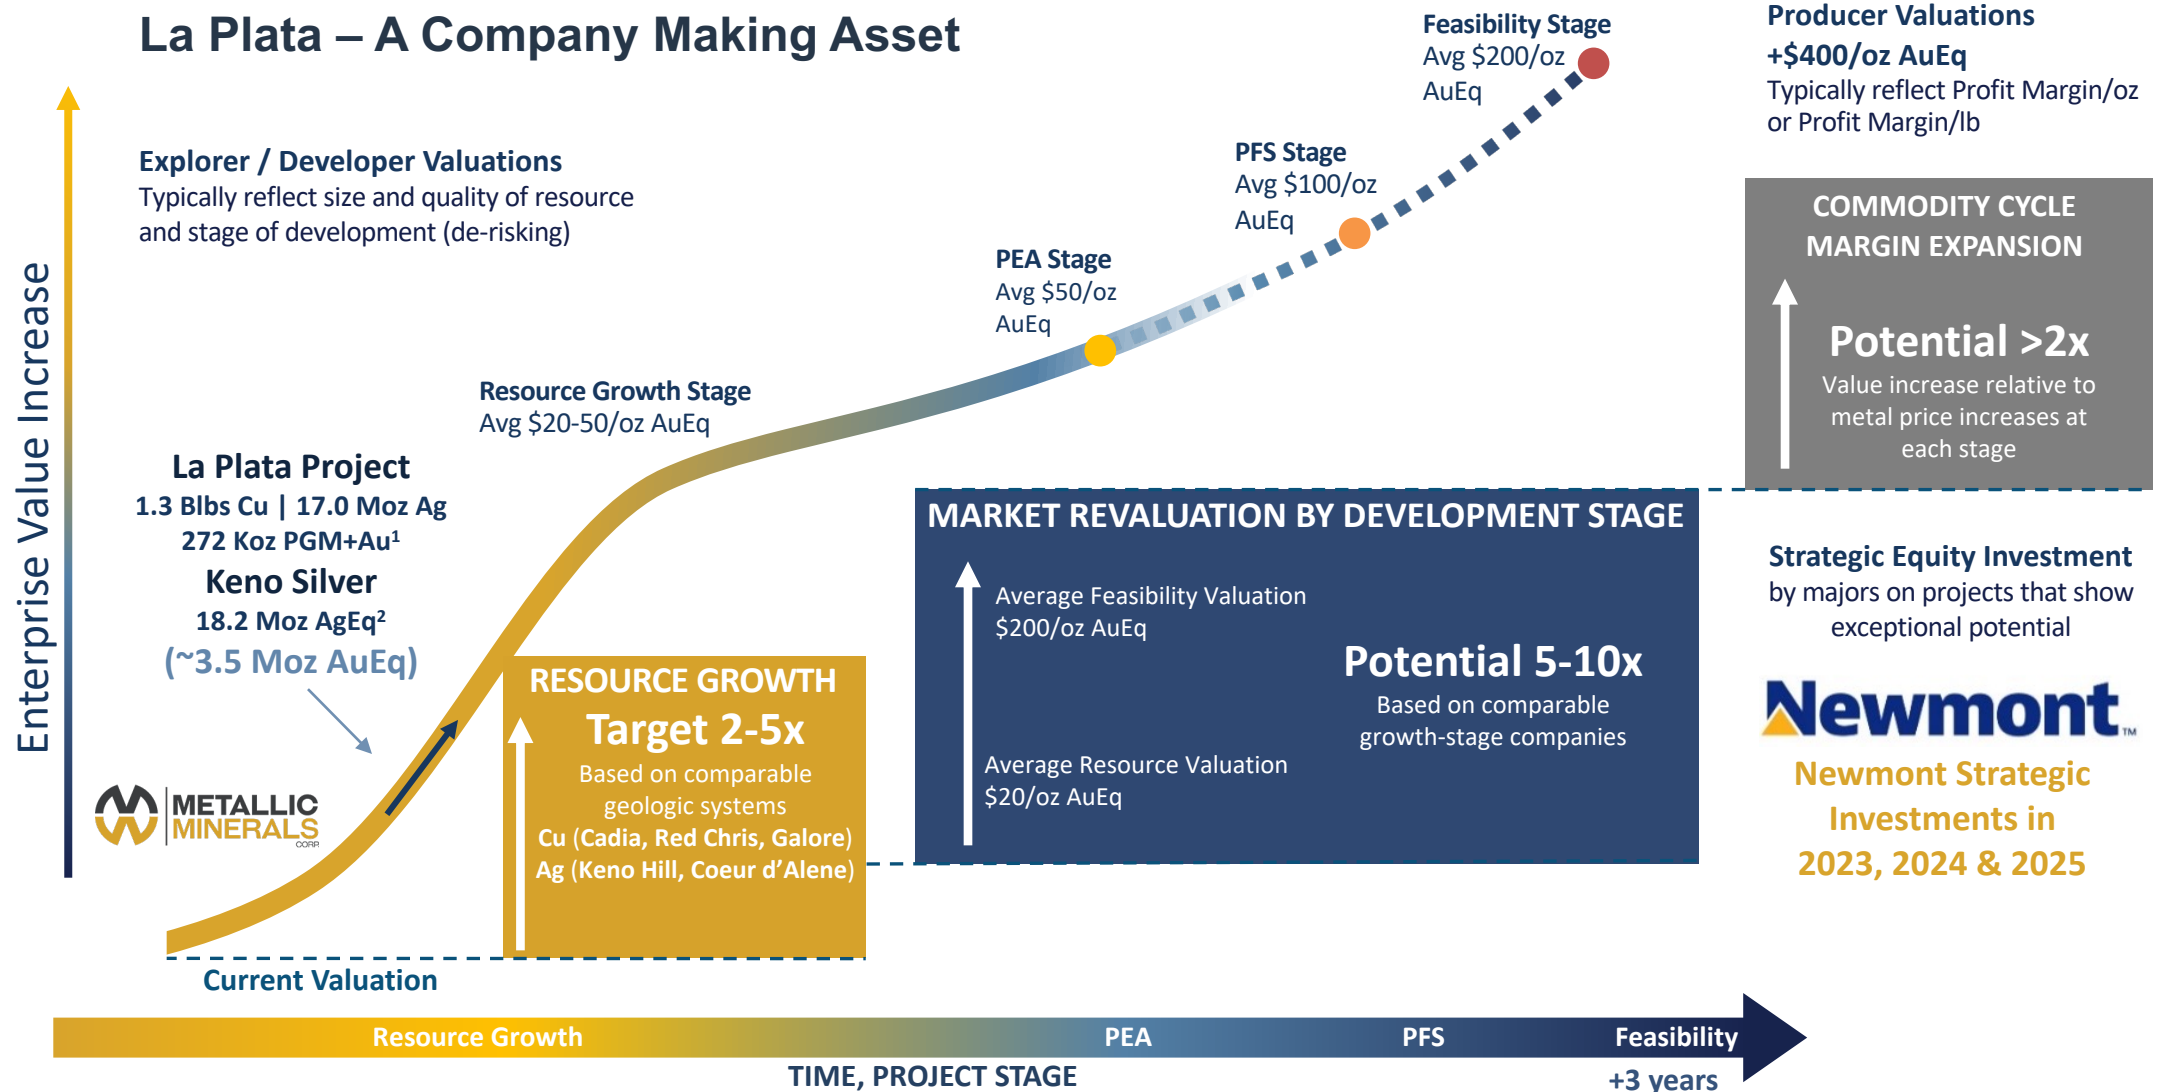 La Plata – A Company Making Asset
Enterprise Value Increase
Explorer / Developer Valuations
Typically reflect size and quality of resource
and stage of development (de-risking)
La Plata Project
1.3 Blbs Cu | 17.0 Moz Ag
272 Koz PGM+Au¹
Keno Silver
18.2 Moz AgEq²
(~3.5 Moz AuEq)
METALLIC
MINERALS
CORP
Current Valuation
Resource Growth Stage
Avg $20-50/oz AuEq
PEA Stage
Avg $50/oz
AuEq
PFS Stage
Avg $100/oz
AuEq
Feasibility Stage
Avg $200/oz
AuEq
RESOURCE GROWTH
Target 2-5x
Based on comparable
geologic systems
Cu (Cadia, Red Chris, Galore)
Ag (Keno Hill, Coeur d’Alene)
MARKET REVALUATION BY DEVELOPMENT STAGE
Average Feasibility Valuation
$200/oz AuEq
Average Resource Valuation
$20/oz AuEq
Potential 5-10x
Based on comparable
growth-stage companies
Producer Valuations
+$400/oz AuEq
Typically reflect Profit Margin/oz
or Profit Margin/lb
COMMODITY CYCLE
MARGIN EXPANSION
Potential >2x
Value increase relative to
metal price increases at
each stage
Strategic Equity Investment
by majors on projects that show
exceptional potential
Newmont™
Newmont Strategic
Investments in
2023, 2024 & 2025
Resource Growth
PEA
PFS
Feasibility
TIME, PROJECT STAGE
+3 years